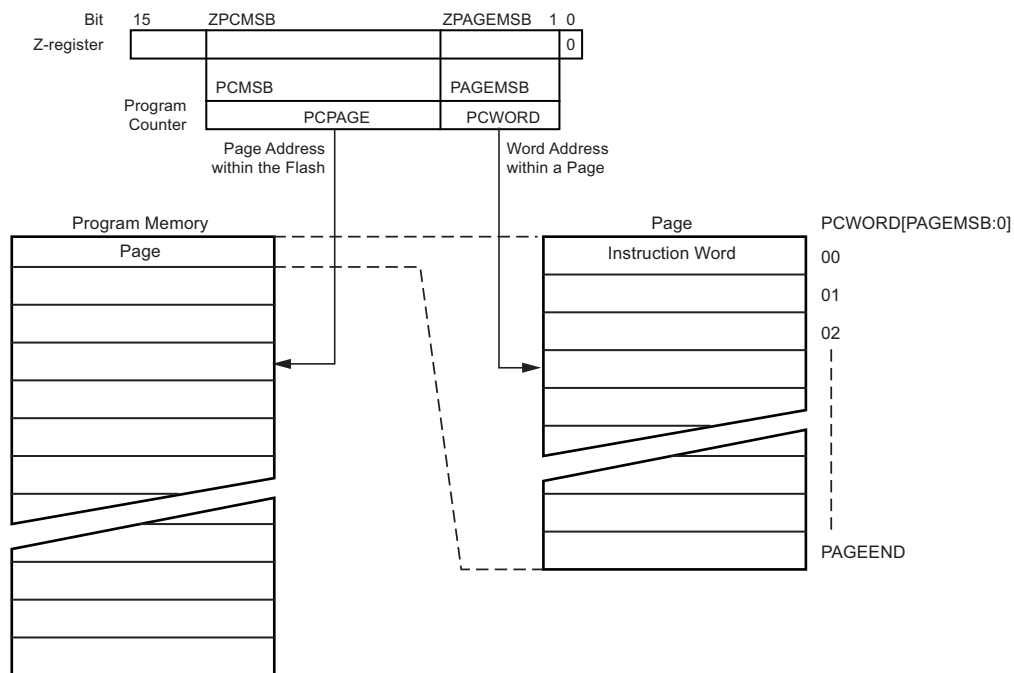 Bit 15 ZPCMSB ZPAGEMSB 1 0
Z-register 0
PCMSB PAGEMSB
Program
Counter
PCPAGE PCWORD
Page Address
within the Flash
Word Address
within a Page
Program Memory
Page
Page
Instruction Word
PCWORD[PAGEMSB:0]
00
01
02
PAGEEND